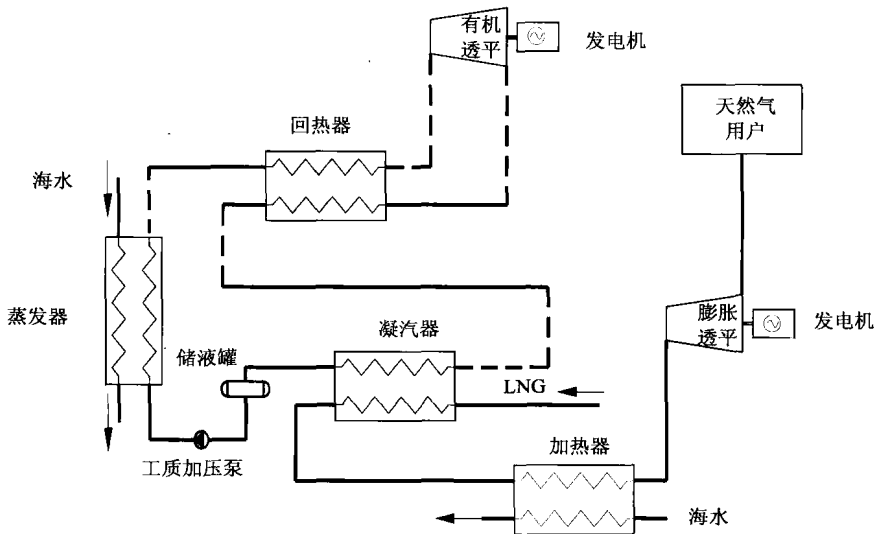 有机
透平
发电机
天然气
用户
回热器
海水
蒸发器
凝汽器
膨胀
透平
发电机
储液罐
LNG
工质加压泵
加热器
海水